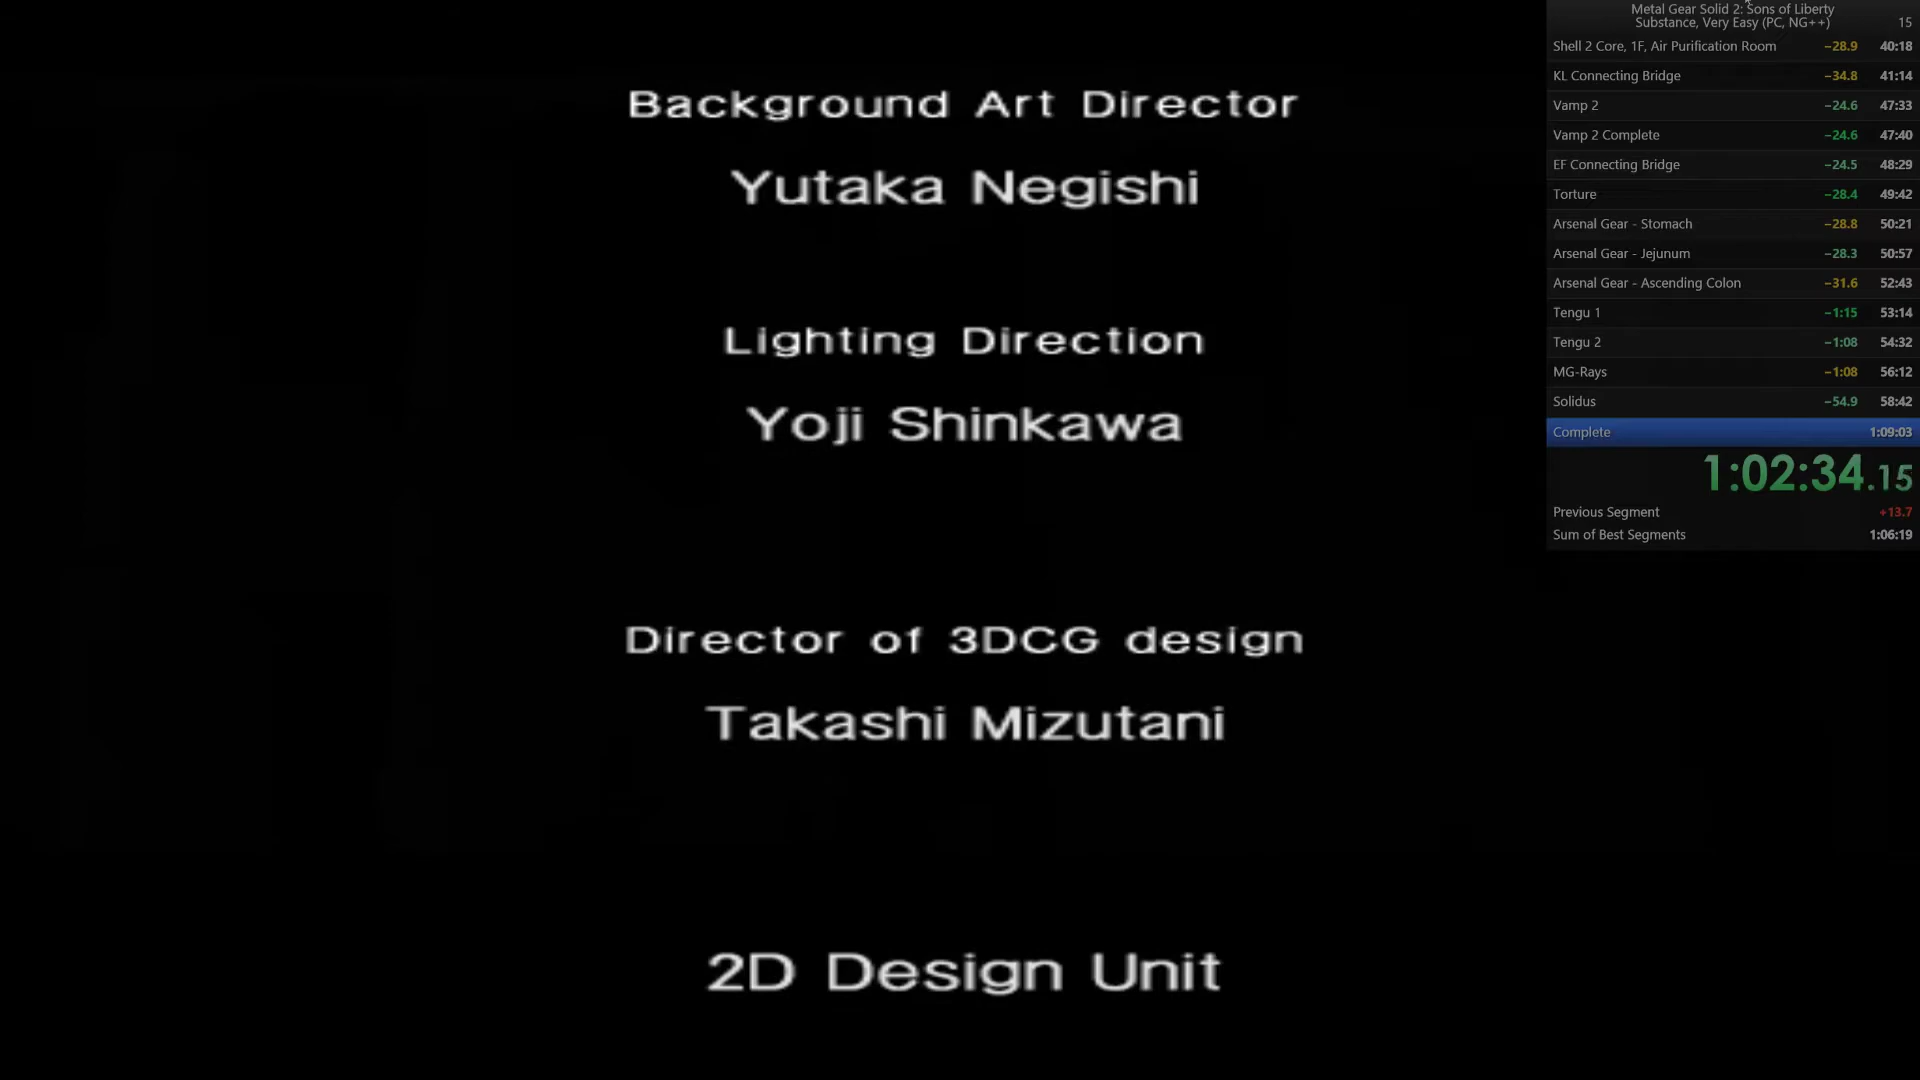 Background Art Director
Yutaka Negishi
Lighting Direction
Yoji Shinkawa
Director of 3DCG design
Takashi Mizutani
2D Design Unit
Metal Gear Solid 2: Sons of Liberty
Substance, Very Easy (PC, NG++) 15
Shell 2 Core, 1F, Air Purification Room −28.9 40:18
KL Connecting Bridge −34.8 41:14
Vamp 2 −24.6 47:33
Vamp 2 Complete −24.6 47:40
EF Connecting Bridge −24.5 48:29
Torture −28.4 49:42
Arsenal Gear - Stomach −28.8 50:21
Arsenal Gear - Jejunum −28.3 50:57
Arsenal Gear - Ascending Colon −31.6 52:43
Tengu 1 −1:15 53:14
Tengu 2 −1:08 54:32
MG-Rays −1:08 56:12
Solidus −54.9 58:42
Complete 1:09:03
1:02:34.15
Previous Segment +13.7
Sum of Best Segments 1:06:19